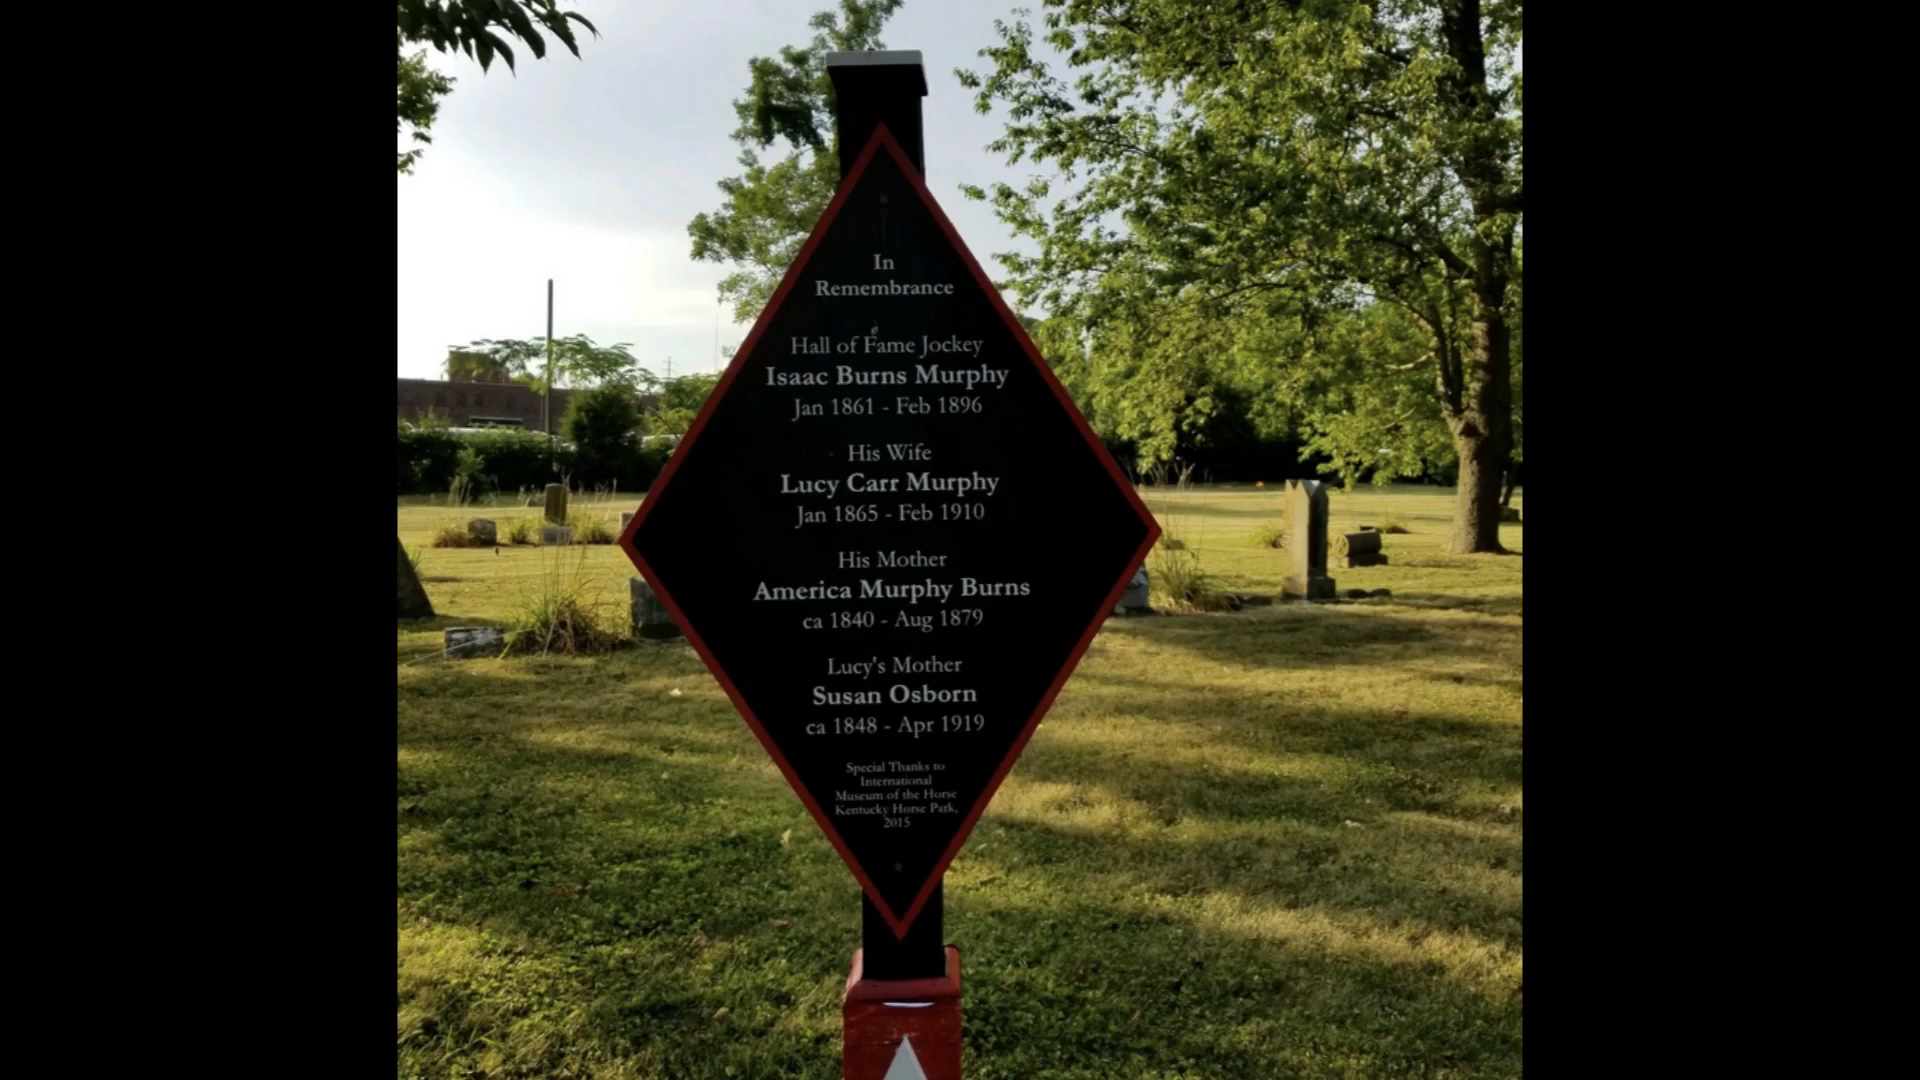 In
Remembrance
Hall of Fame Jockey
Isaac Burns Murphy
Jan 1861 - Feb 1896
His Wife
Lucy Carr Murphy
Jan 1865 - Feb 1910
His Mother
America Murphy Burns
ca 1840 - Aug 1879
Lucy's Mother
Susan Osborn
ca 1848 - Apr 1919
Special Thanks to
International
Museum of the Horse
Kentucky Horse Park,
2015